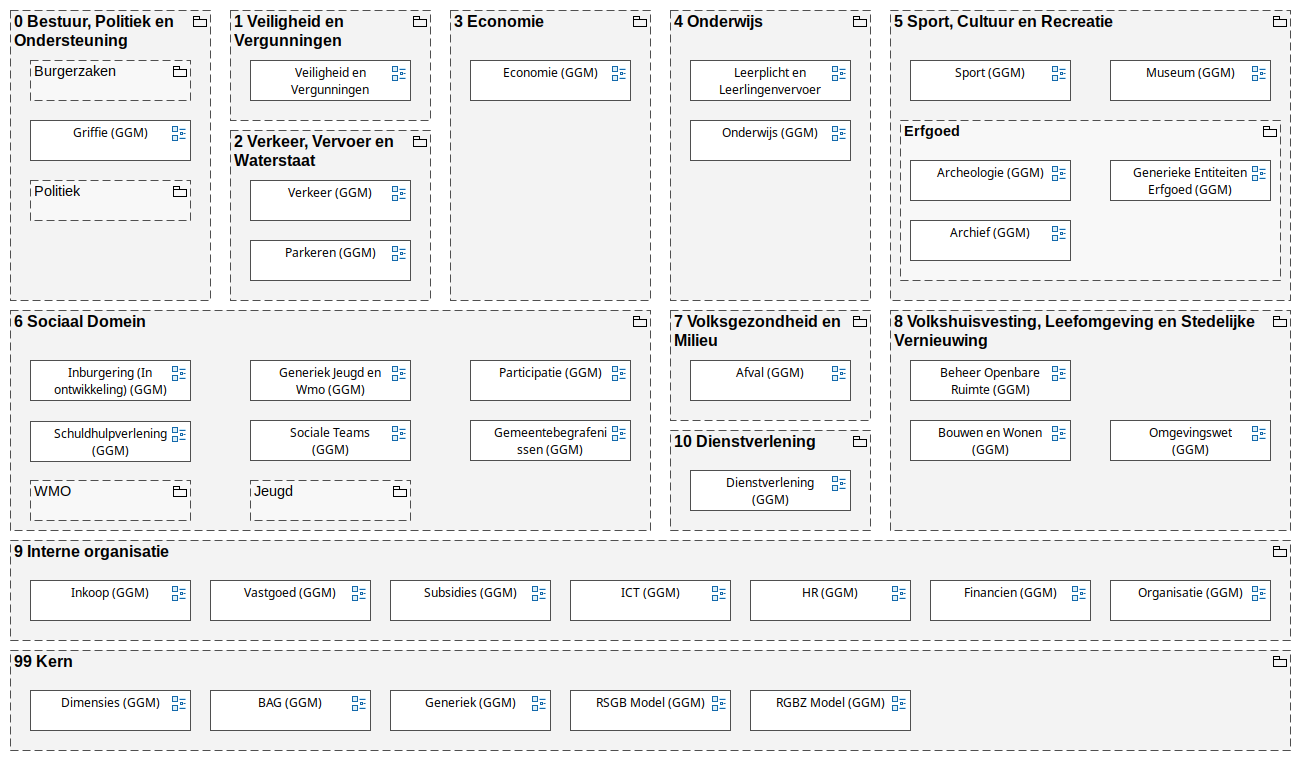 0 Bestuur, Politiek en
Ondersteuning
Burgerzaken
Griffie (GGM)
Politiek
1 Veiligheid en
Vergunningen
Veiligheid en
Vergunningen
2 Verkeer, Vervoer en
Waterstaat
Verkeer (GGM)
Parkeren (GGM)
3 Economie
Economie (GGM)
4 Onderwijs
Leerplicht en
Leerlingenvervoer
Onderwijs (GGM)
5 Sport, Cultuur en Recreatie
Sport (GGM)
Museum (GGM)
Erfgoed
Archeologie (GGM)
Generieke Entiteiten
Erfgoed (GGM)
Archief (GGM)
6 Sociaal Domein
Inburgering (In
ontwikkeling) (GGM)
Generiek Jeugd en
Wmo (GGM)
Participatie (GGM)
Schuldhulpverlening
(GGM)
Sociale Teams
(GGM)
Gemeentebegrafeni
ssen (GGM)
WMO
Jeugd
7 Volksgezondheid en
Milieu
Afval (GGM)
10 Dienstverlening
Dienstverlening
(GGM)
8 Volkshuisvesting, Leefomgeving en Stedelijke
Vernieuwing
Beheer Openbare
Ruimte (GGM)
Bouwen en Wonen
(GGM)
Omgevingswet
(GGM)
9 Interne organisatie
Inkoop (GGM)
Vastgoed (GGM)
Subsidies (GGM)
ICT (GGM)
HR (GGM)
Financien (GGM)
Organisatie (GGM)
99 Kern
Dimensies (GGM)
BAG (GGM)
Generiek (GGM)
RSGB Model (GGM)
RGBZ Model (GGM)